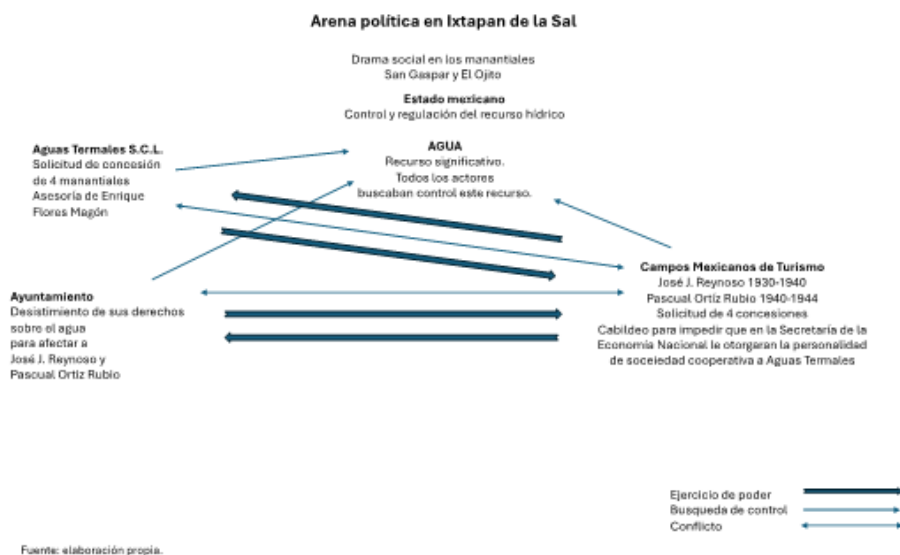 Arena política en Ixtapan de la Sal
Drama social en los manantiales
San Gaspar y El Ojito
Estado mexicano
Control y regulación del recurso hídrico
AGUA
Recurso significativo.
Todos los actores
buscaban control este recurso.
Aguas Termales S.C.L.
Solicitud de concesión
de 4 manantiales
Asesoría de Enrique
Flores Magón
Ayuntamiento
Desistimiento de sus derechos
sobre el agua
para afectar a
José J. Reynoso y
Pascual Ortiz Rubio
Campos Mexicanos de Turismo
José J. Reynoso 1930-1940
Pascual Ortíz Rubio 1940-1944
Solicitud de 4 concesiones
Cabildeo para impedir que en la Secretaría de la
Economía Nacional le otorgaran la personalidad
de soceiedad cooperativa a Aguas Termales
Ejercicio de poder
Busqueda de control
Conflicto
Fuente: elaboración propia.